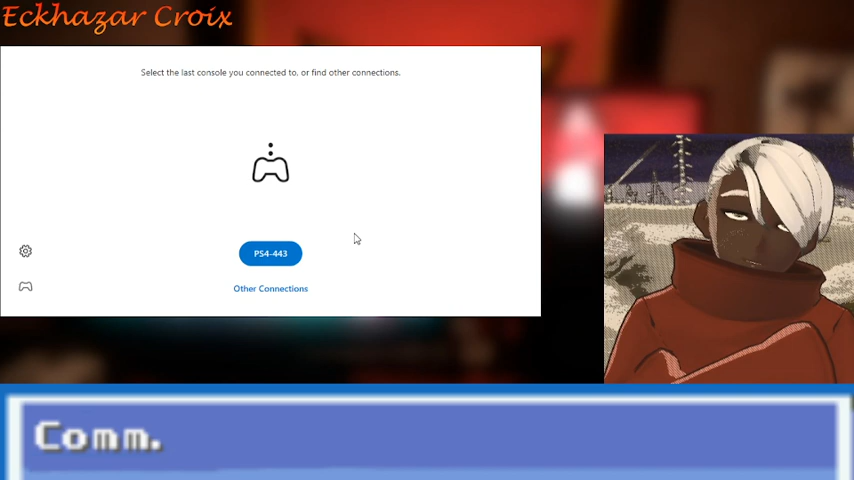 Eckhazar Croix
Select the last console you connected to, or find other connections.
PS4-443
Other Connections
Comm.